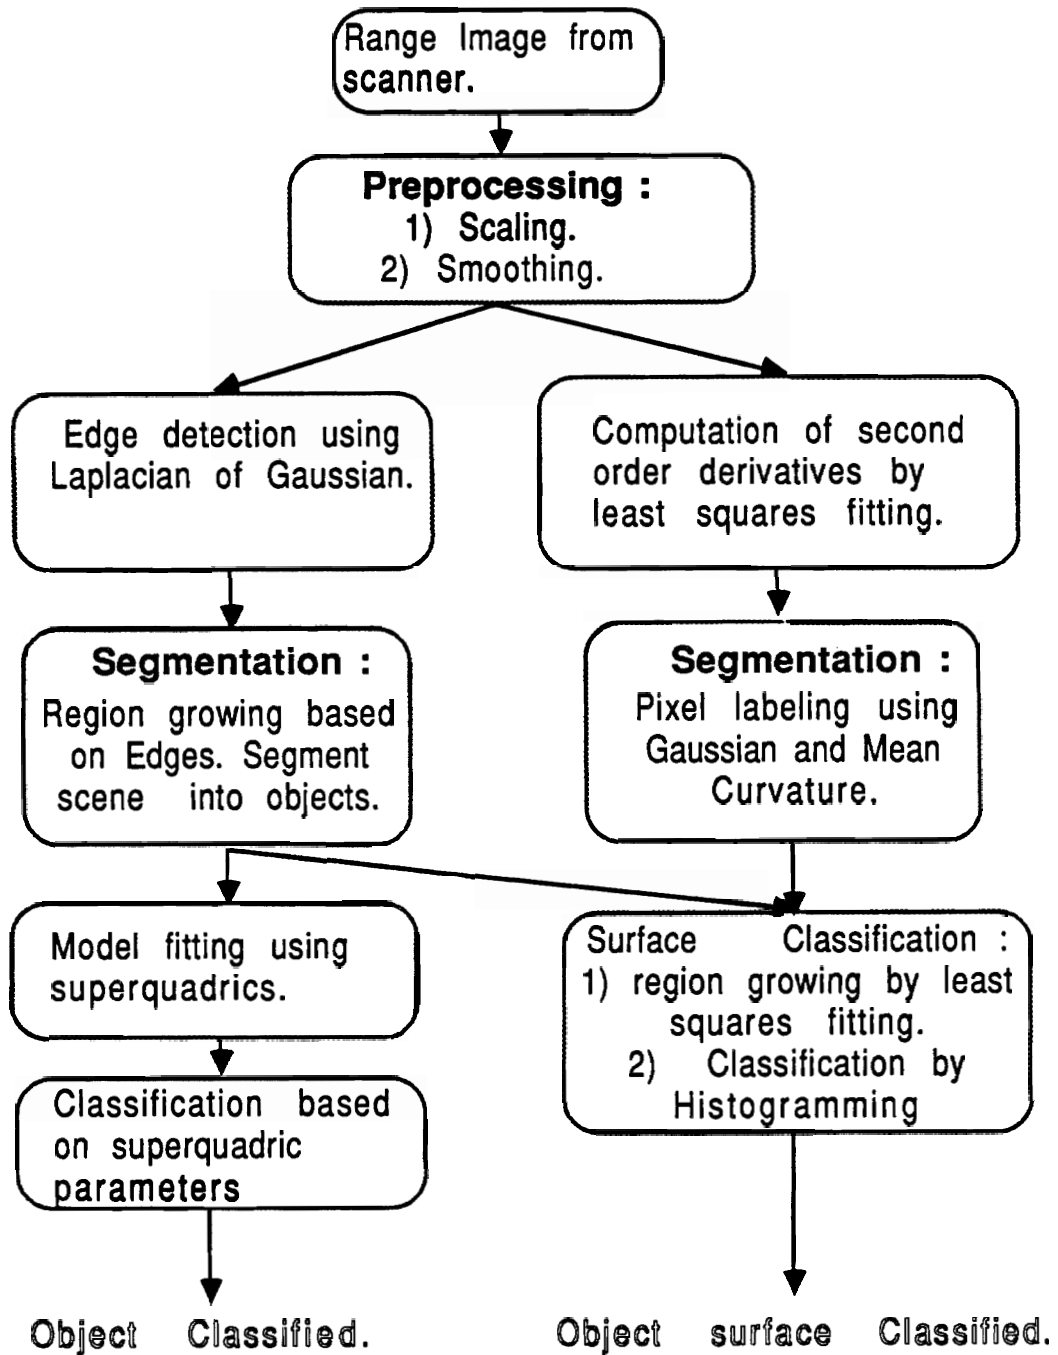 Range Image from
scanner.
Preprocessing :
1) Scaling.
2) Smoothing.
Edge detection using
Laplacian of Gaussian.
Computation of second
order derivatives by
least squares fitting.
Segmentation :
Region growing based
on Edges. Segment
scene into objects.
Segmentation :
Pixel labeling using
Gaussian and Mean
Curvature.
Model fitting using
superquadrics.
Surface Classification :
1) region growing by least
squares fitting.
2) Classification by
Histogramming
Classification based
on superquadric
parameters
Object Classified.
Object surface Classified.